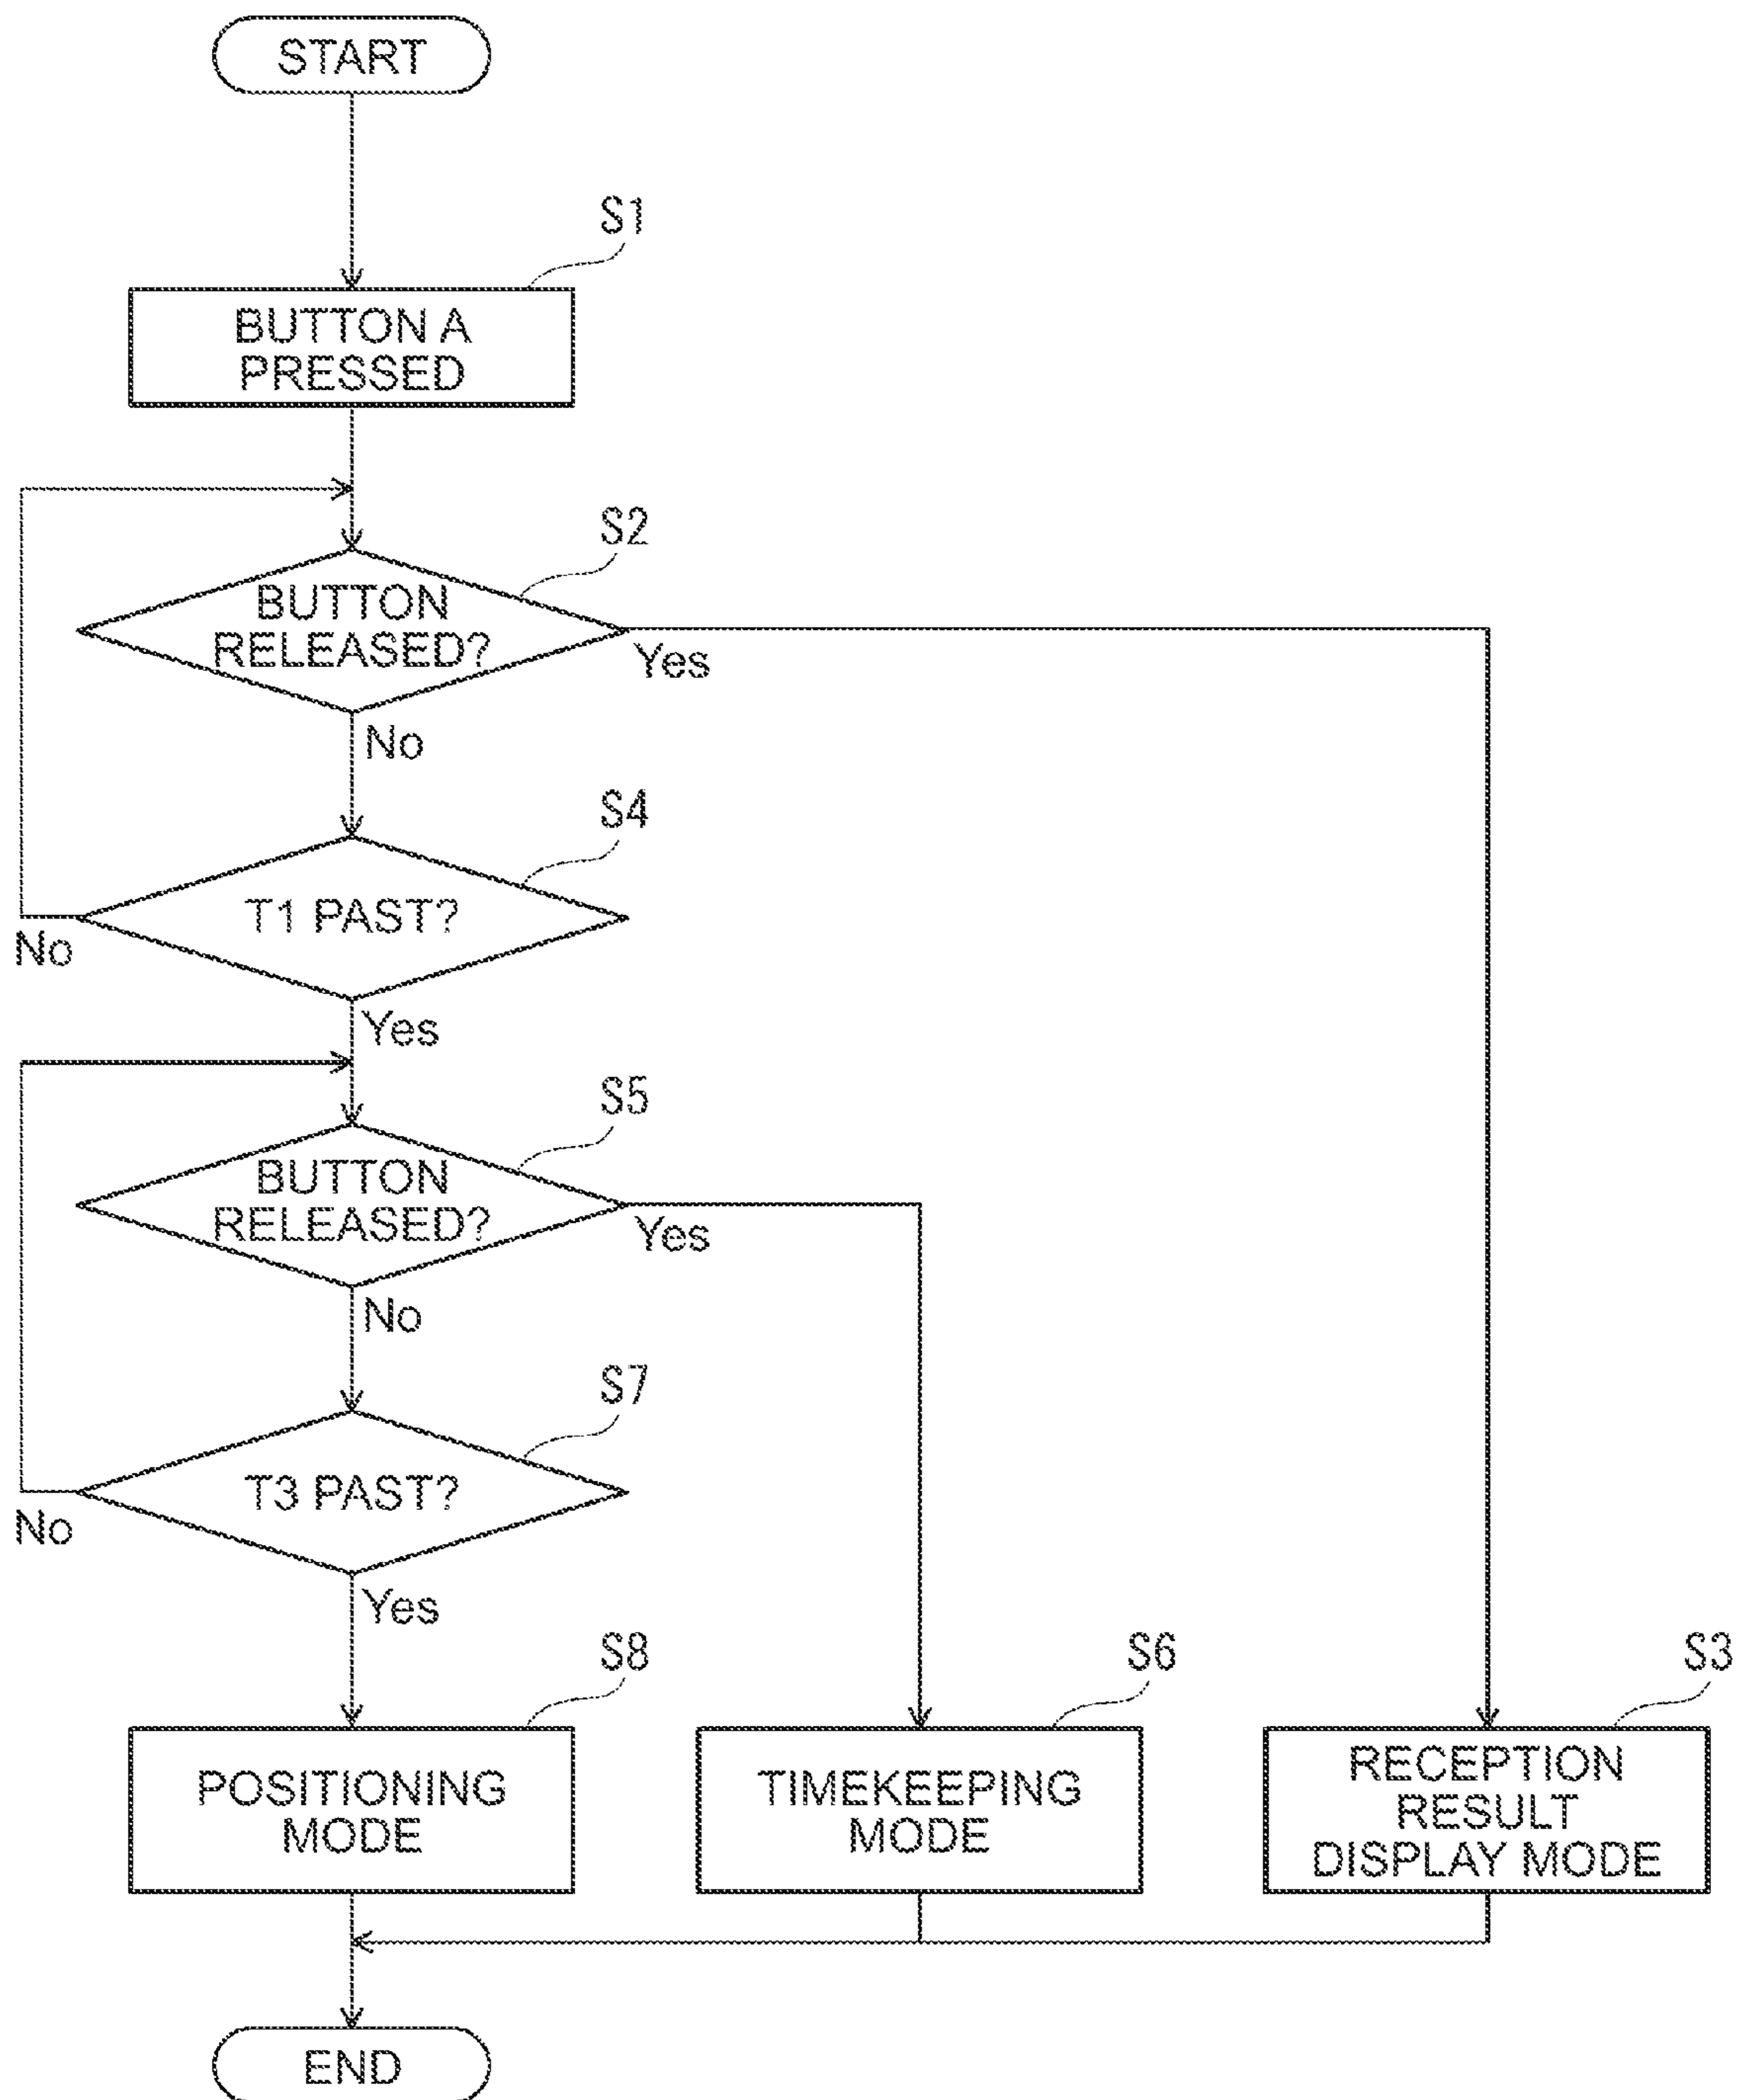 START
S1
BUTTON A
PRESSED
S2
BUTTON
RELEASED?
Yes
No
S4
T1 PAST?
No
Yes
S5
BUTTON
RELEASED?
Yes
No
S7
T3 PAST?
No
Yes
S8
POSITIONING
MODE
S6
TIMEKEEPING
MODE
S3
RECEPTION
RESULT
DISPLAY MODE
END